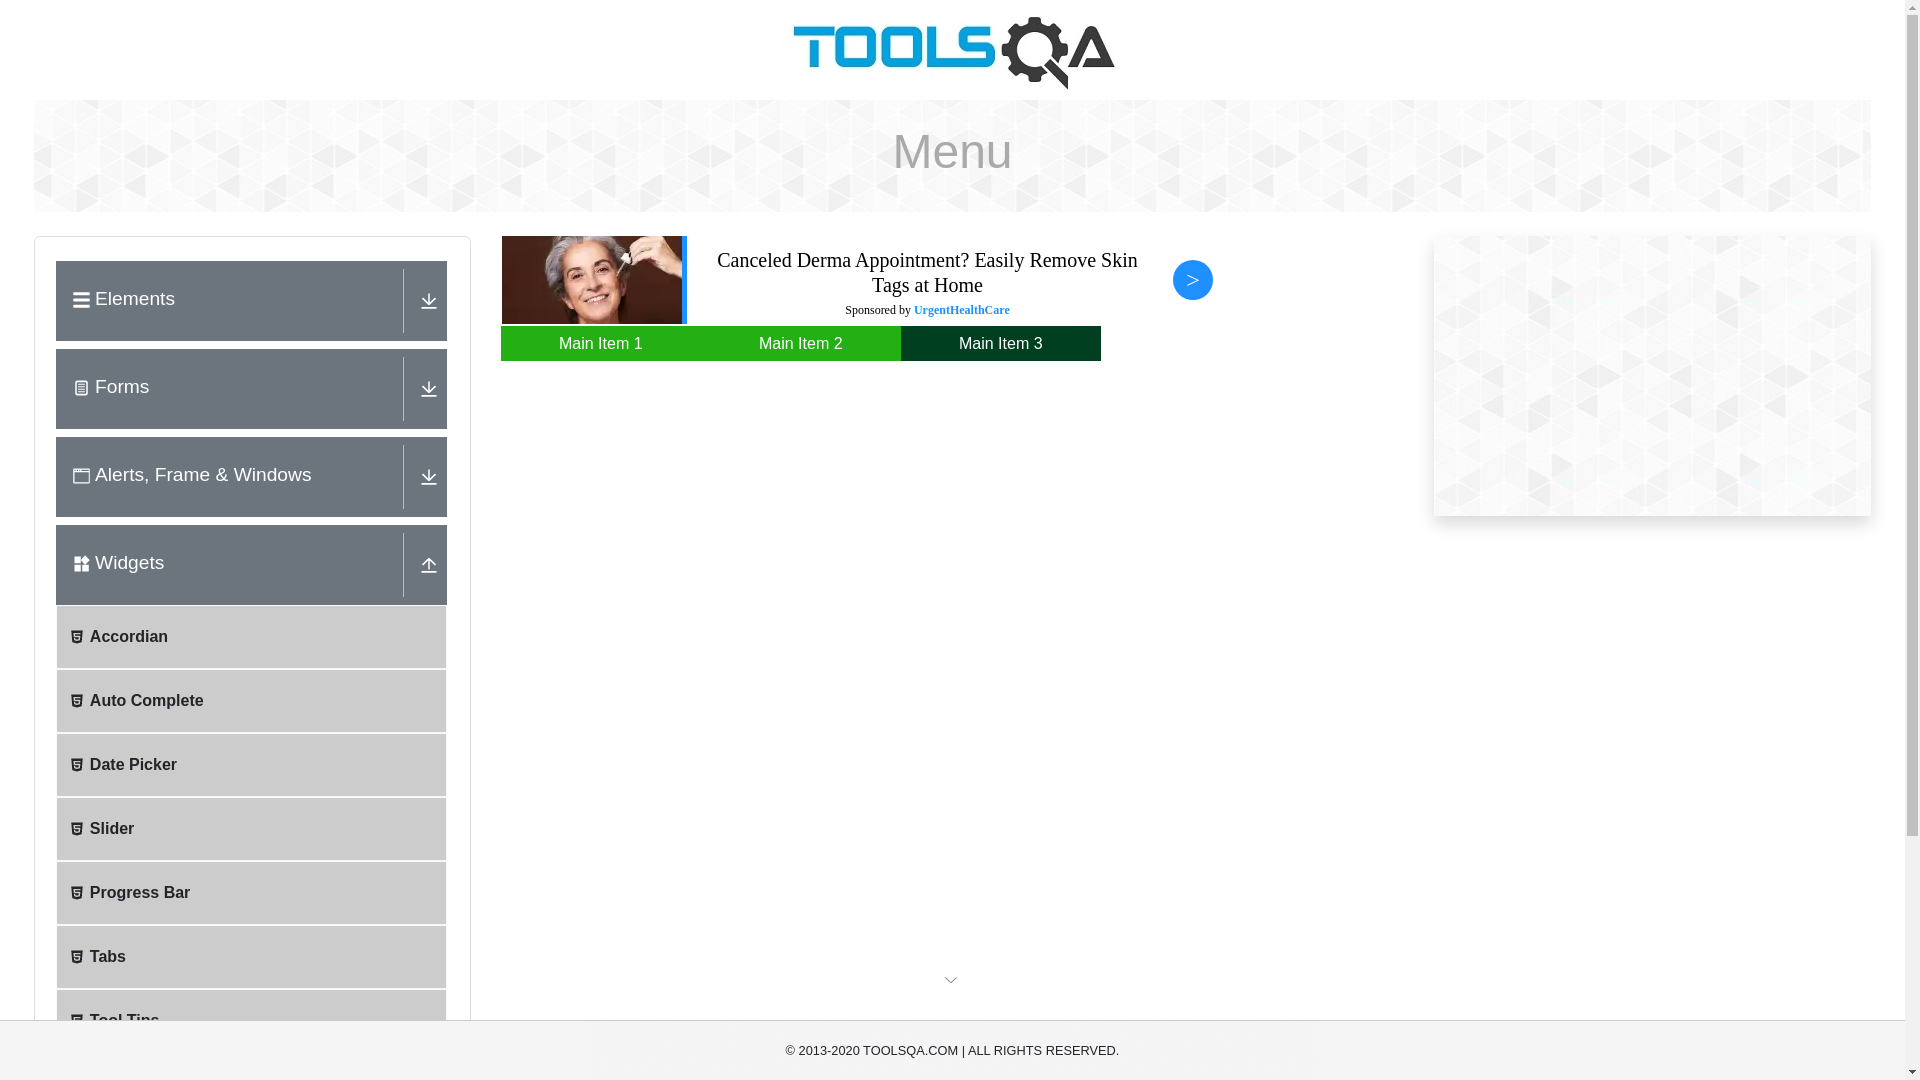 TOOLSQA
Menu
Elements
Forms
Alerts, Frame & Windows
Widgets
Accordian
Auto Complete
Date Picker
Slider
Progress Bar
Tabs
Tool Tips
Canceled Derma Appointment? Easily Remove Skin
Tags at Home
Sponsored by UrgentHealthCare
>
Main Item 1
Main Item 2
Main Item 3
© 2013-2020 TOOLSQA.COM | ALL RIGHTS RESERVED.